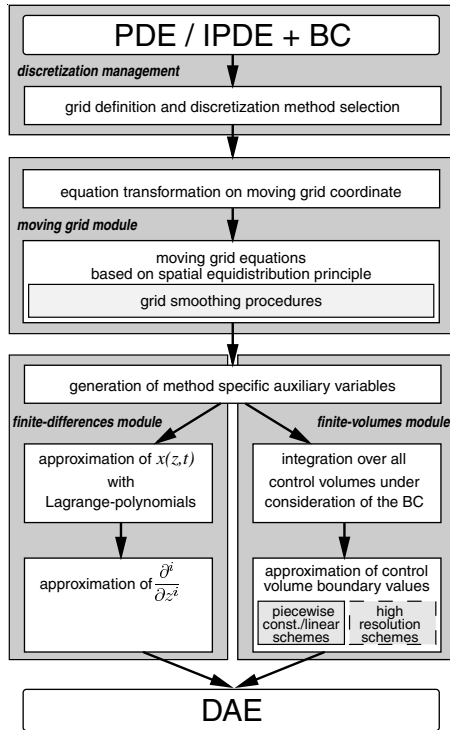 PDE / IPDE + BC
discretization management
grid definition and discretization method selection
equation transformation on moving grid coordinate
moving grid module
moving grid equations
based on spatial equidistribution principle
grid smoothing procedures
generation of method specific auxiliary variables
finite-differences module
approximation of x(z,t)
with
Lagrange-polynomials
approximation of ∂^i/∂z^i
finite-volumes module
integration over all
control volumes under
consideration of the BC
approximation of control
volume boundary values
piecewise
const./linear
schemes
high
resolution
schemes
DAE